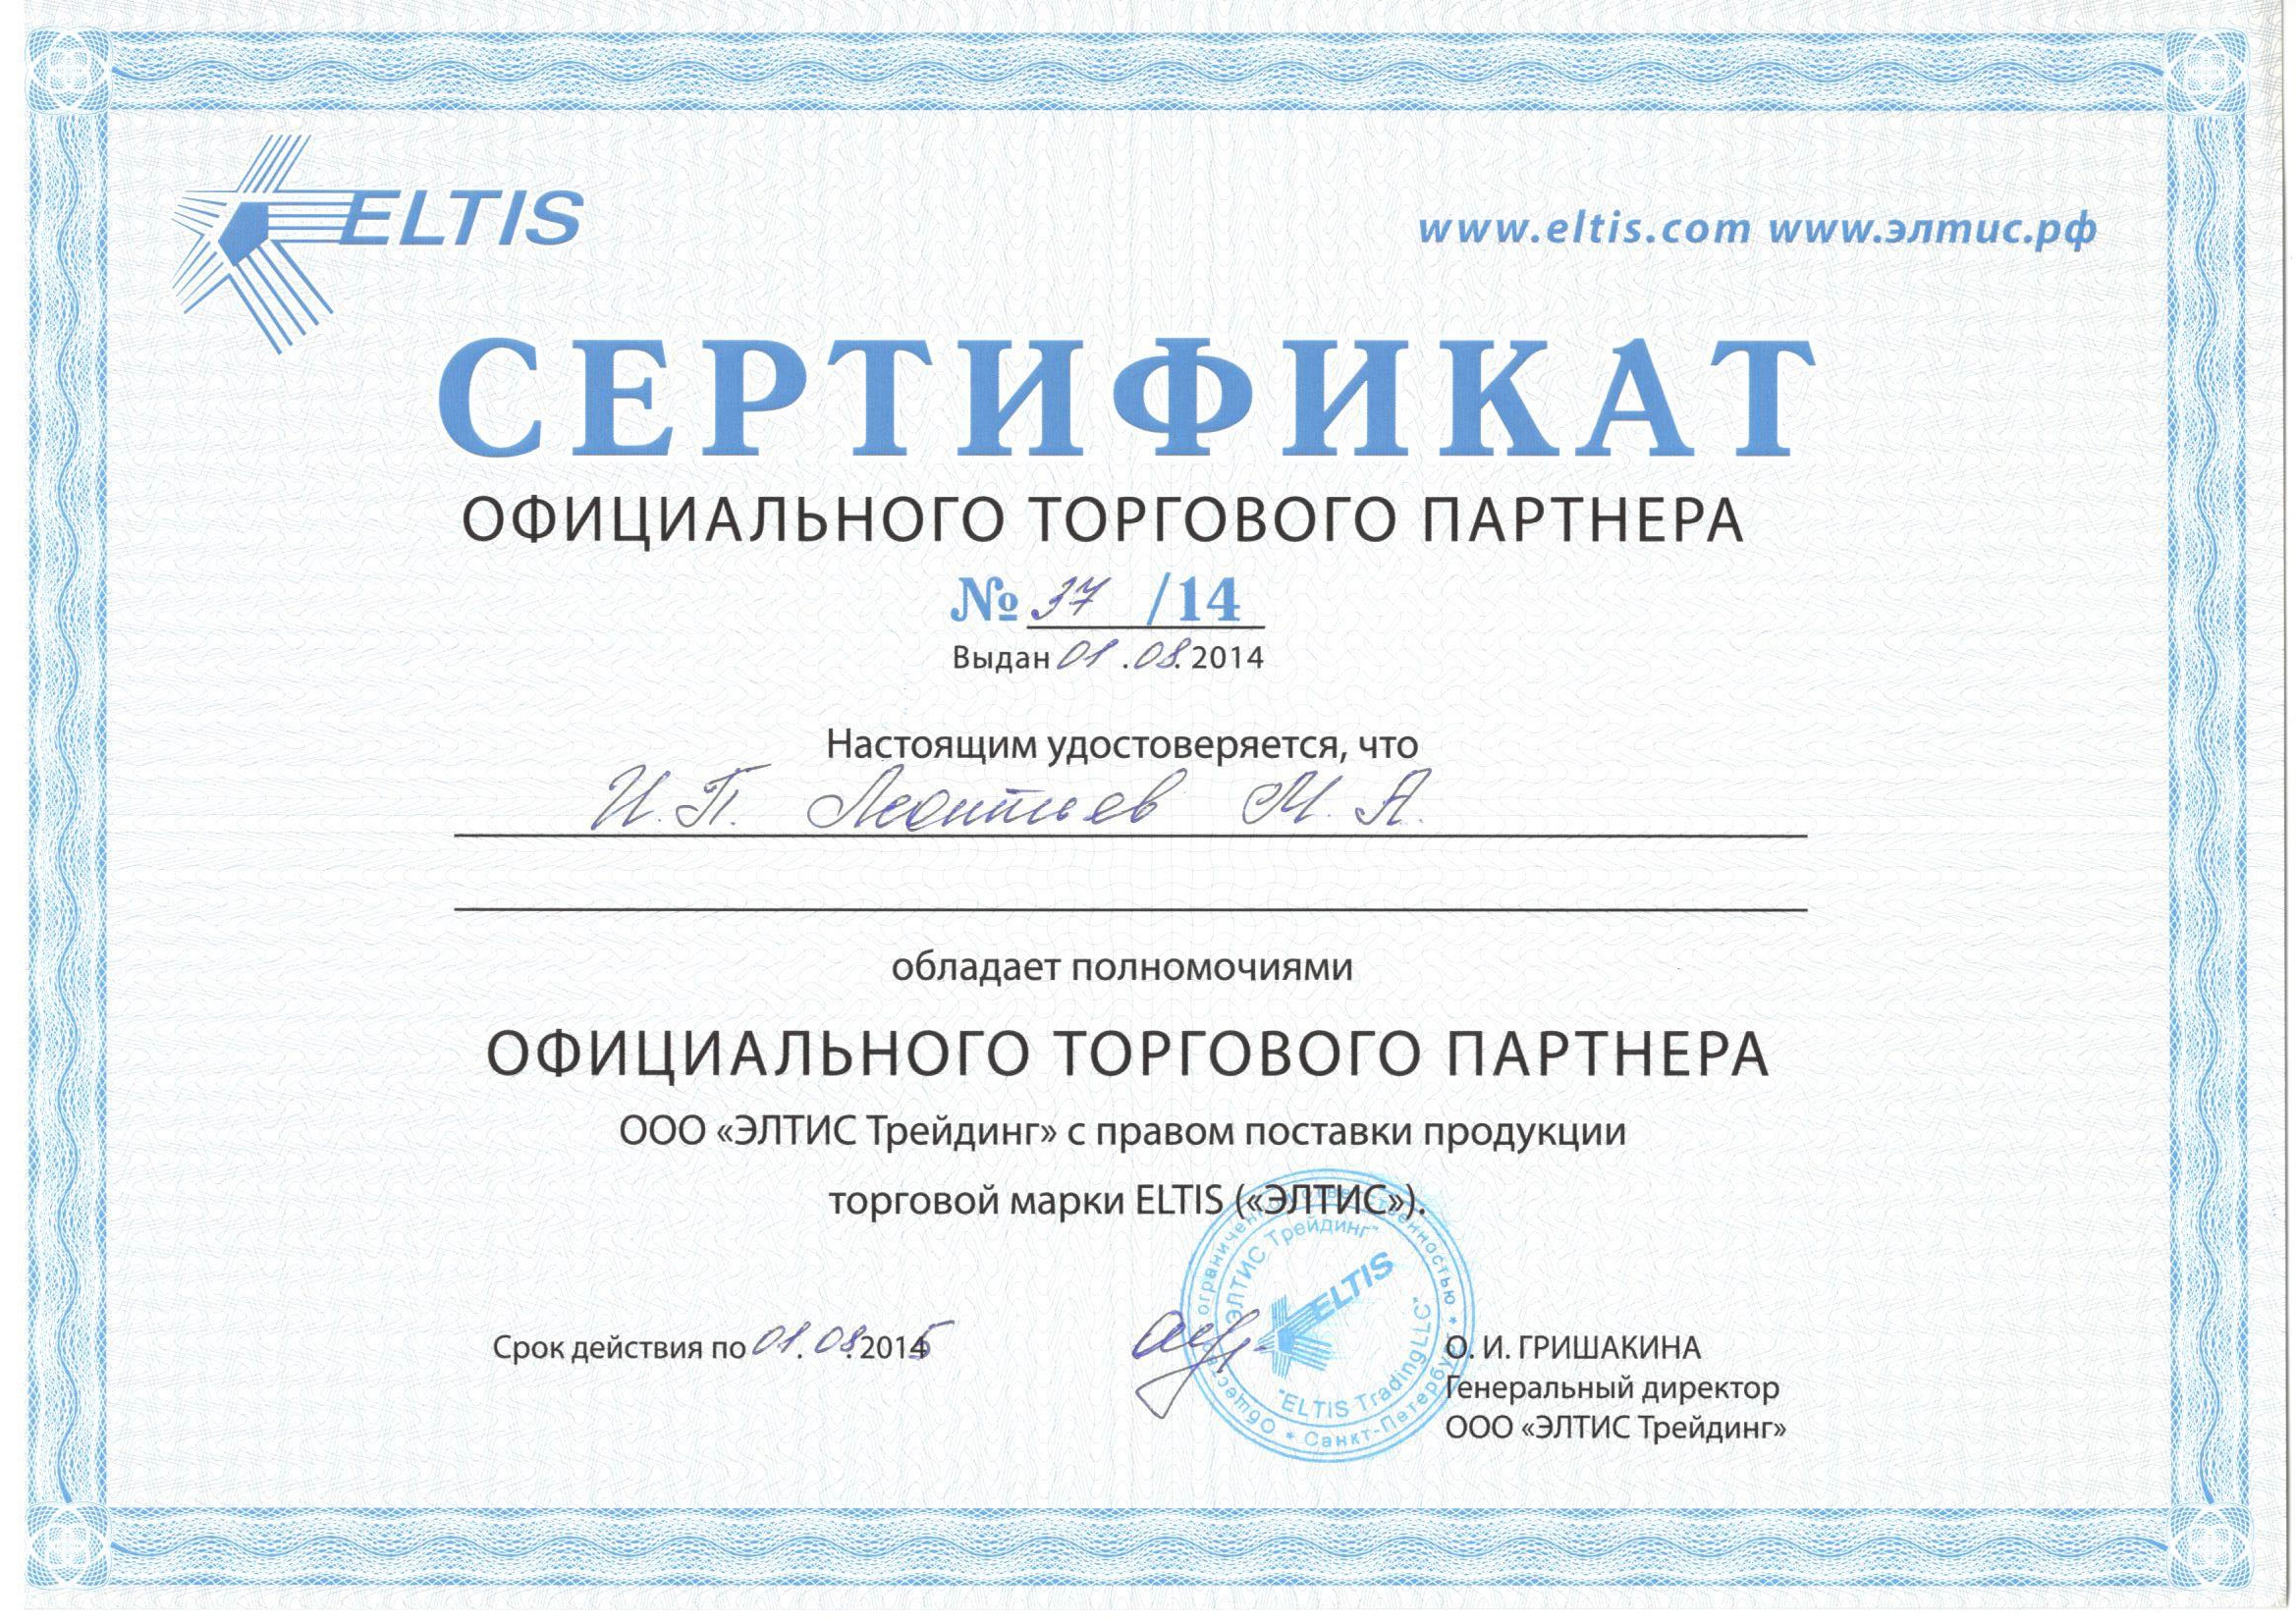 ELTIS
www.eltis.com www.элтис.рф
СЕРТИФИКАТ
ОФИЦИАЛЬНОГО ТОРГОВОГО ПАРТНЕРА
№ 37 /14
Выдан 01.08.2014
Настоящим удостоверяется, что
И.П. Леонтьев М.А.
обладает полномочиями
ОФИЦИАЛЬНОГО ТОРГОВОГО ПАРТНЕРА
ООО «ЭЛТИС Трейдинг» с правом поставки продукции
торговой марки ELTIS («ЭЛТИС»).
Срок действия по 01.08.2015
О. И. ГРИШАКИНА
Генеральный директор
ООО «ЭЛТИС Трейдинг»
Общество с ограниченной ответственностью * Санкт-Петербург *
"ЭЛТИС Трейдинг"
ELTIS
"ELTIS Trading LLC"